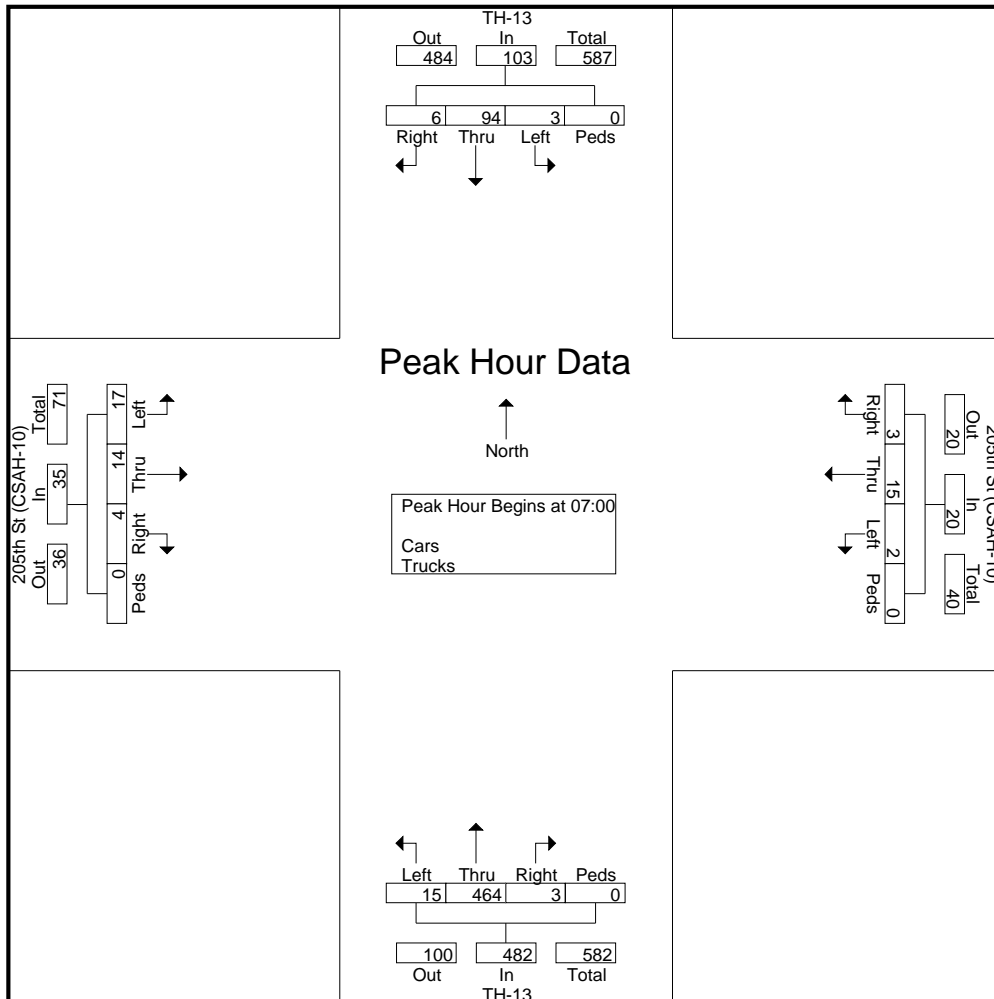 TH-13
Out In Total
484 103 587
6 94 3 0
Right Thru Left Peds
Peak Hour Data
North
Peak Hour Begins at 07:00
Cars
Trucks
205th St (CSAH-10)
Total In Out
71 35 36
17 14 4 0
Left Thru Right Peds
205th St (CSAH-10)
Out In Total
20 20 40
3 15 2 0
Right Thru Left Peds
Left Thru Right Peds
15 464 3 0
100 482 582
Out In Total
TH-13